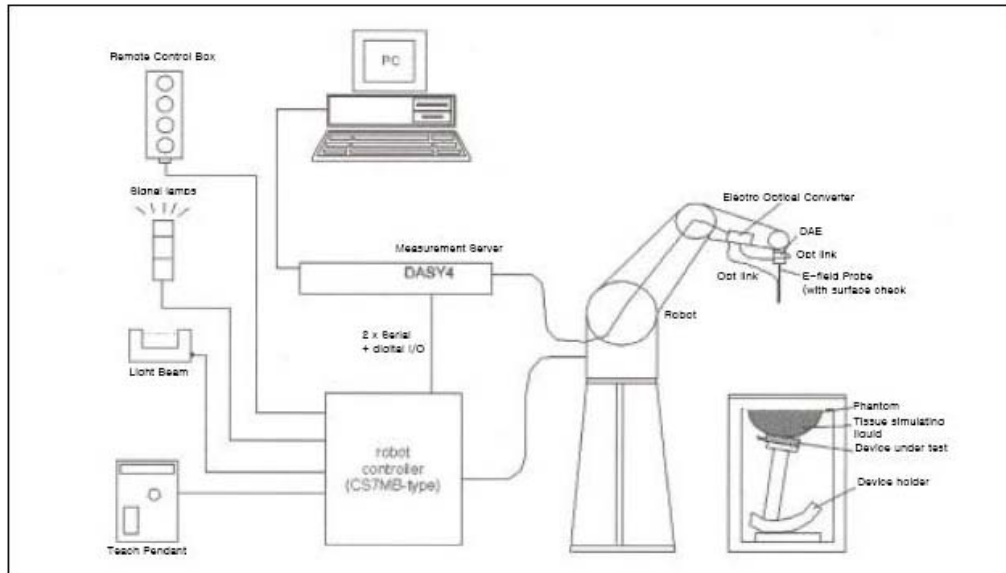 Remote Control Box
PC
Signal lamps
Electro Optical Converter
DAE
Opt link
Measurement Server
DASY4
Opt link
E-field Probe
(with surface check
Robot
2 x Serial
+ digital I/O
Light Beam
Phantom
Tissue simulating
liquid
Device under test
robot
controller
(CS7MB-type)
Device holder
Teach Pendant